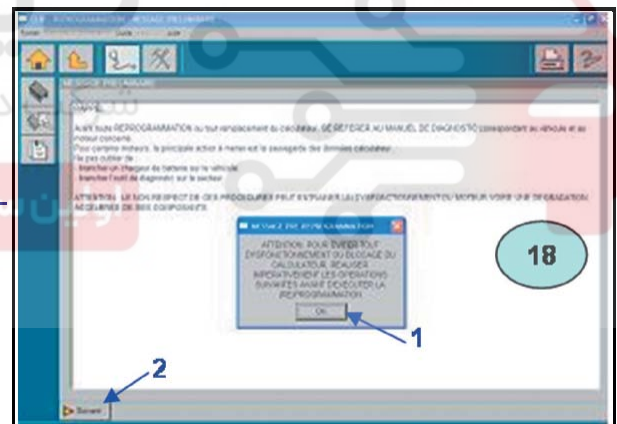 REPROGRAMMATION - MESSAGE PRELIMINAIRE
MESSAGE PRELIMINAIRE
RAPPEL
Avant toute REPROGRAMMATION ou tout remplacement du calculateur, SE REFERER AU MANUEL DE DIAGNOSTIC correspondant au véhicule et au
moteur concerné.
Pour certains moteurs, la principale action à mener est la sauvegarde des données calculateur.
Ne pas oublier de
- brancher un chargeur de batterie sur le véhicule
- brancher l'outil de diagnostic sur le secteur
ATTENTION LE NON RESPECT DE CES PROCEDURES PEUT ENTRAINER UN DYSFONCTIONNEMENT DU MOTEUR, VOIRE UNE DEGRADATION
ACCELEREE DE SES COMPOSANTS
MESSAGE PRE REPROGRAMMATION
ATTENTION: POUR EVITER TOUT
DYSFONCTIONNEMENT OU BLOCAGE DU
CALCULATEUR, REALISER
IMPERATIVEMENT LES OPERATIONS
SUIVANTES AVANT D'EXECUTER LA
REPROGRAMMATION
OK
18
1
2
Suivant